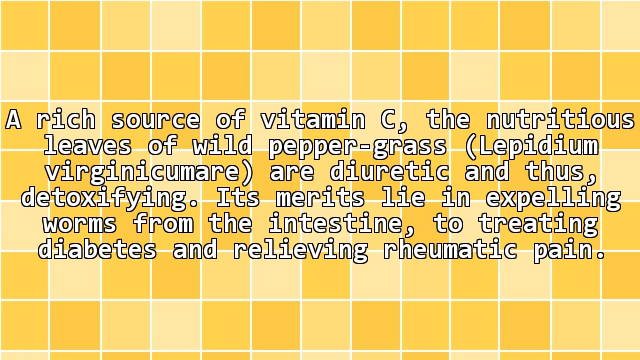 A rich source of vitamin C, the nutritious
leaves of wild pepper-grass (Lepidium
virginicumare) are diuretic and thus,
detoxifying. Its merits lie in expelling
worms from the intestine, to treating
diabetes and relieving rheumatic pain.